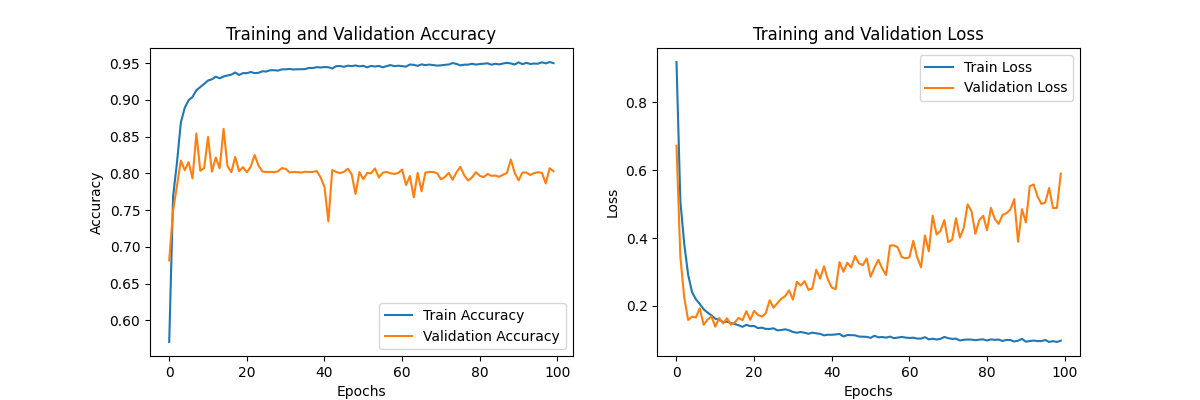 Training and Validation Accuracy
Accuracy
0.95
0.90
0.85
0.80
0.75
0.70
0.65
0.60
0 20 40 60 80 100
Epochs
Train Accuracy
Validation Accuracy
Training and Validation Loss
Loss
0.8
0.6
0.4
0.2
0 20 40 60 80 100
Epochs
Train Loss
Validation Loss